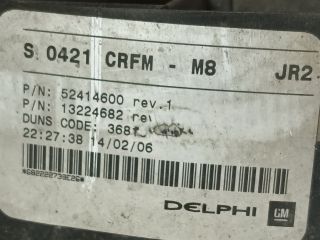 S 0421 CRFM - M8 JR2
P/N: 52414600 rev.1
P/N: 13224682 rev
DUNS CODE: 368
22:27:38 14/02/06
DELPHI GM